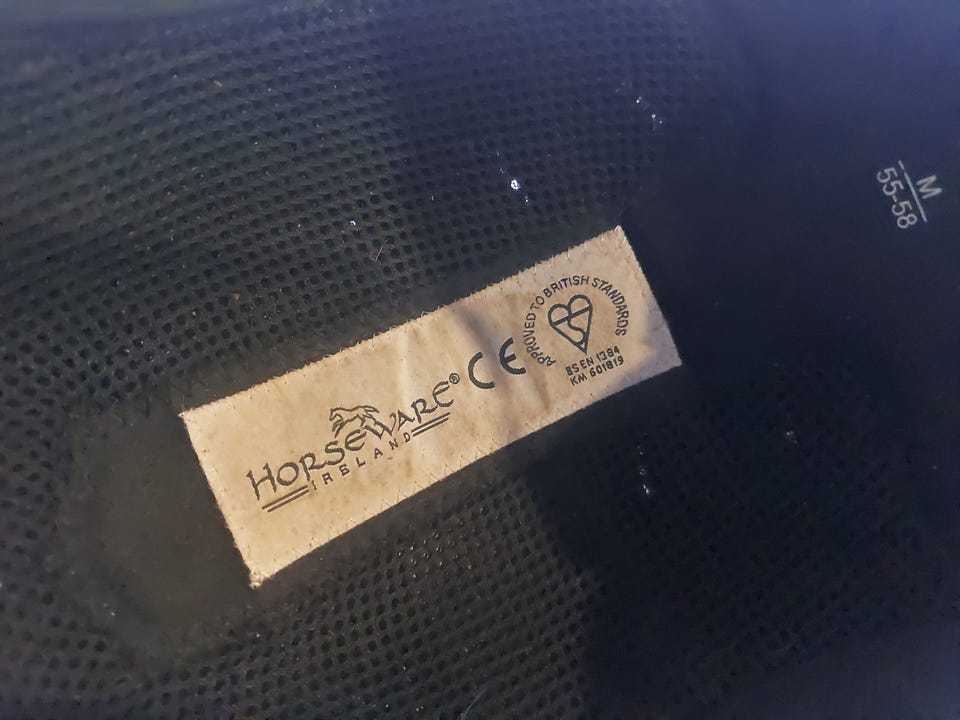 HORSEWARE®
IRELAND
CE
APPROVED TO BRITISH STANDARDS
BS EN 1384
KM 601819
M
55-58